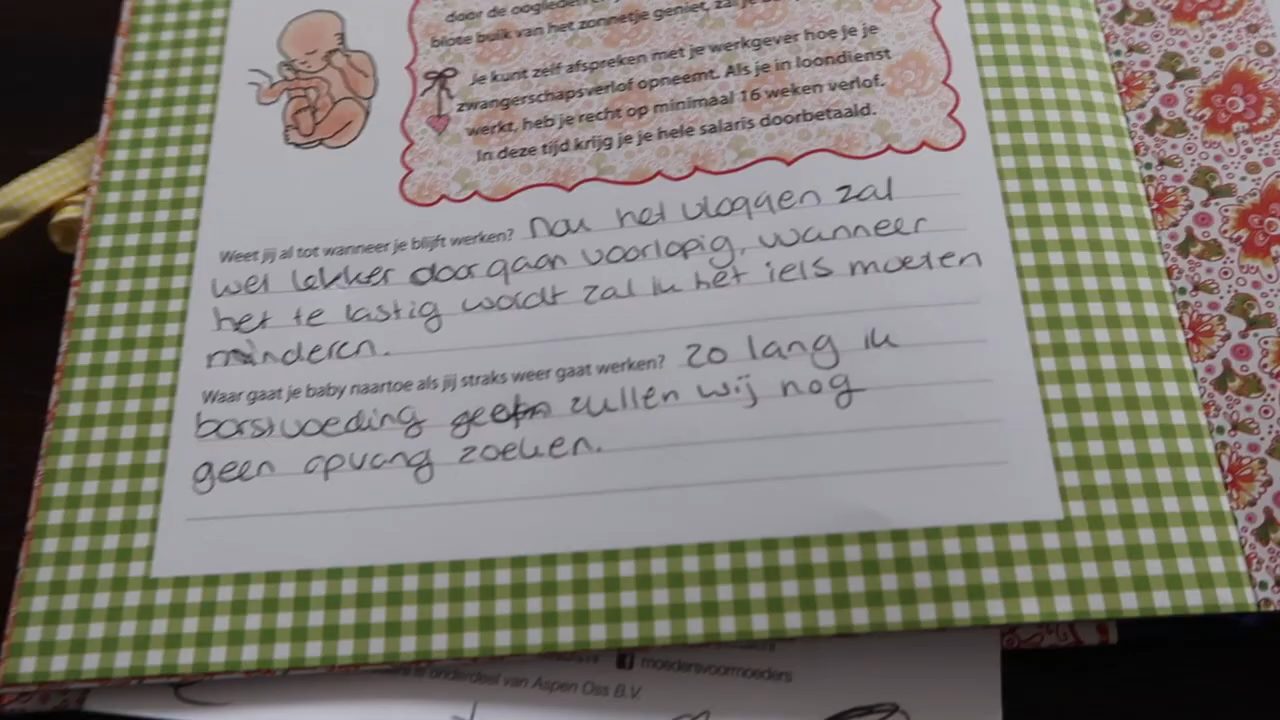 door de oogleden
blote buik van het zonnetje geniet, zal je
Je kunt zelf afspreken met je werkgever hoe je je
zwangerschapsverlof opneemt. Als je in loondienst
werkt, heb je recht op minimaal 16 weken verlof.
In deze tijd krijg je je hele salaris doorbetaald.
Weet jij al tot wanneer je blijft werken? Nou het vloggen zal
wel lekker doorgaan voorlopig, wanneer
het te lastig wordt zal ik het iets moeten
minderen.
Waar gaat je baby naartoe als jij straks weer gaat werken? Zo lang ik
borstvoeding geef zullen wij nog
geen opvang zoeken.
moedersvoormoeders
is onderdeel van Aspen Oss B.V.